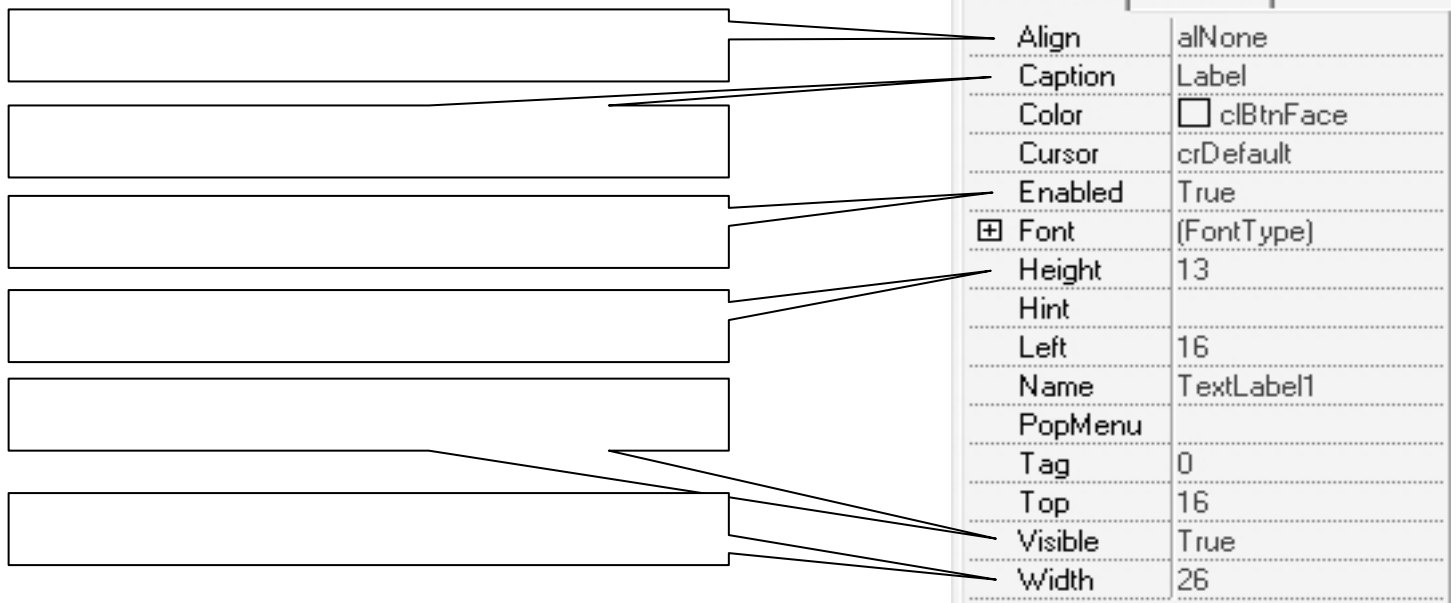 Align alNone
Caption Label
Color clBtnFace
Cursor crDefault
Enabled True
Font (FontType)
Height 13
Hint
Left 16
Name TextLabel1
PopMenu
Tag 0
Top 16
Visible True
Width 26